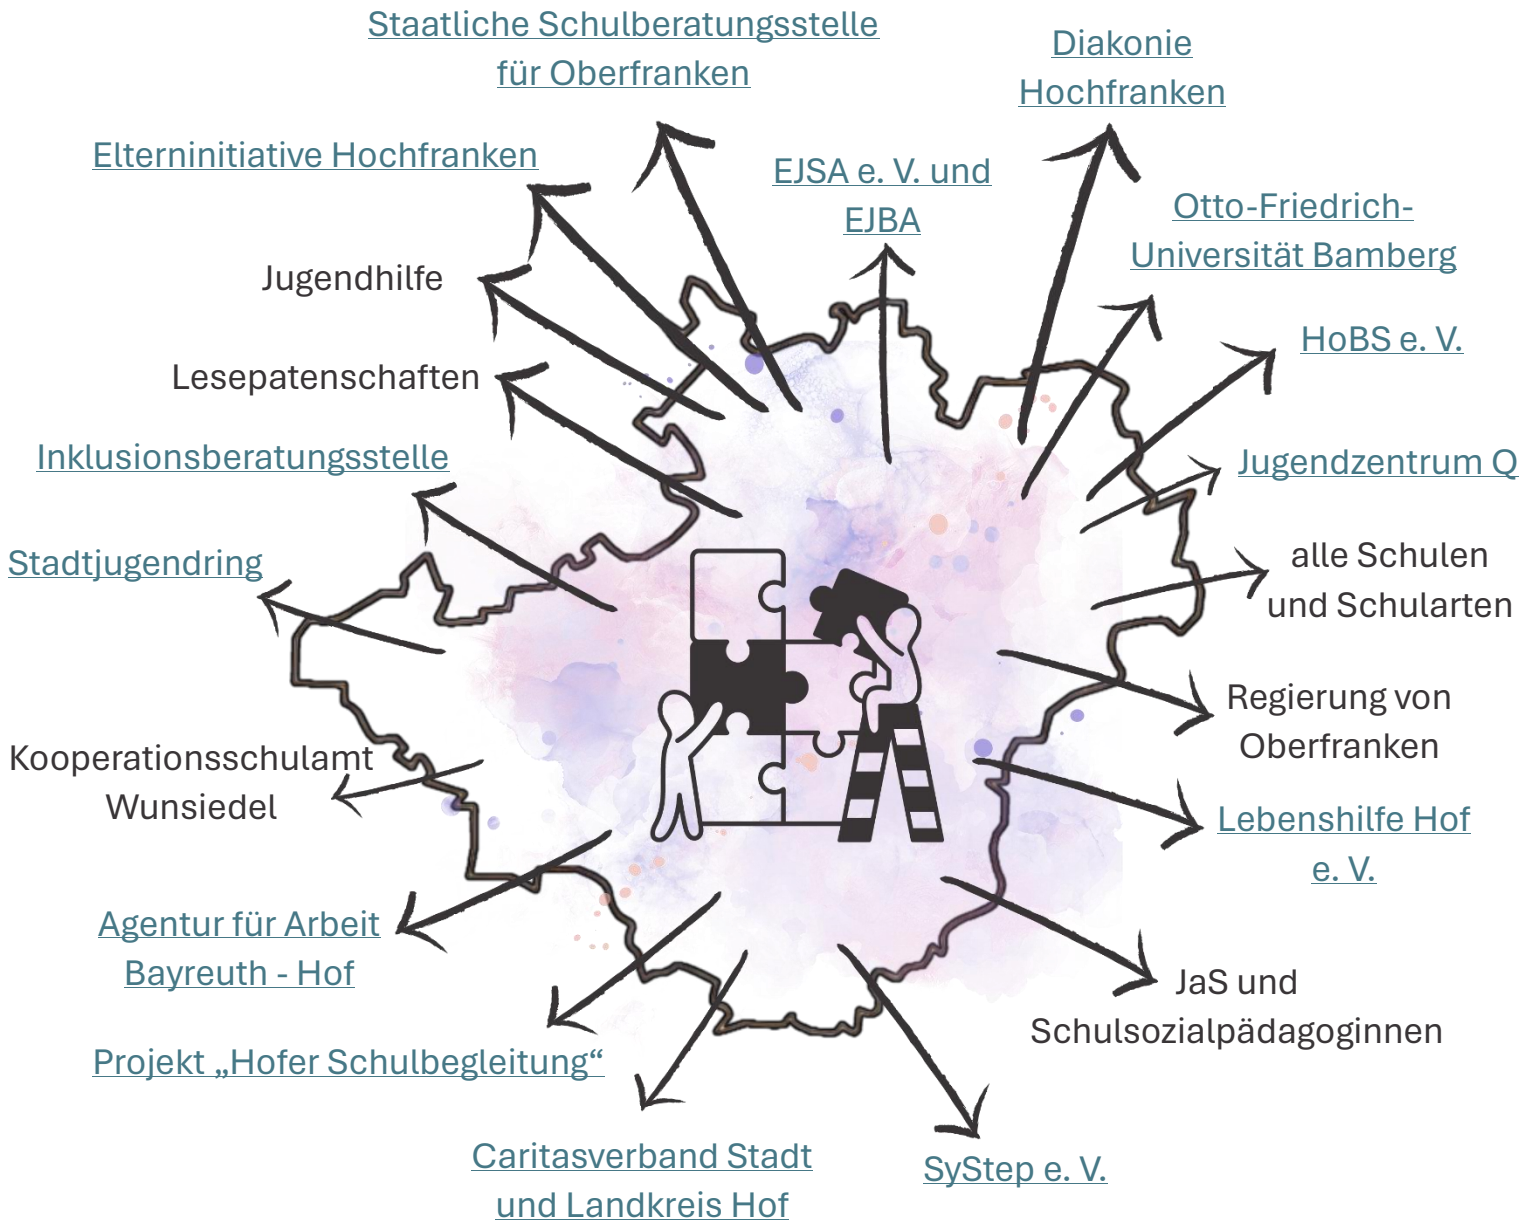 Staatliche Schulberatungsstelle
für Oberfranken
Diakonie
Hochfranken
Elterninitiative Hochfranken
EJSA e. V. und
EJBA
Otto-Friedrich-
Universität Bamberg
Jugendhilfe
HoBS e. V.
Lesepatenschaften
Inklusionsberatungsstelle
Jugendzentrum Q
Stadtjugendring
alle Schulen
und Schularten
Regierung von
Oberfranken
Kooperationsschulamt
Wunsiedel
Lebenshilfe Hof
e. V.
Agentur für Arbeit
Bayreuth - Hof
JaS und
Schulsozialpädagoginnen
Projekt „Hofer Schulbegleitung“
Caritasverband Stadt
und Landkreis Hof
SyStep e. V.